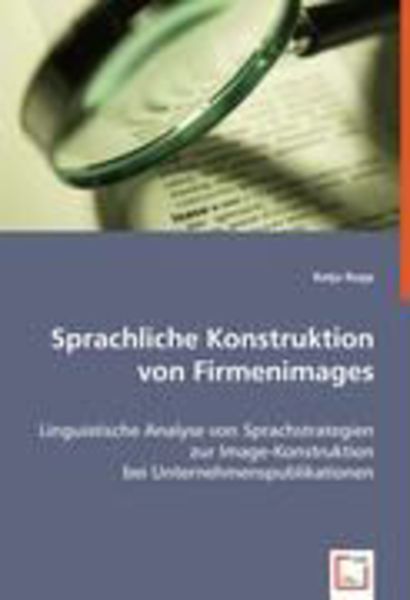 Katja Rupp
Sprachliche Konstruktion
von Firmenimages
Linguistische Analyse von Sprachstrategien
zur Image-Konstruktion
bei Unternehmenspublikationen